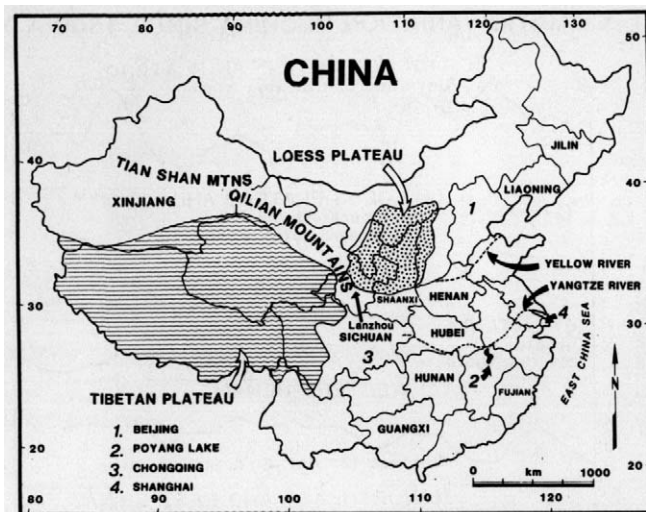 70
80
90
100
110
120
130
50
CHINA
JILIN
LOESS PLATEAU
40
40
TIAN SHAN MTNS
LIAONING
XINJIANG
QILIAN MOUNTAINS
1
YELLOW RIVER
YANGTZE RIVER
SHAANXI
HENAN
30
4
30
Lanzhou
SICHUAN
HUBEI
3
EAST CHINA SEA
HUNAN
2
N
TIBETAN PLATEAU
FUJIAN
1. BEIJING
GUANGXI
2. POYANG LAKE
20
3. CHONGQING
0 km 1000
20
4. SHANGHAI
80
90
100
110
120